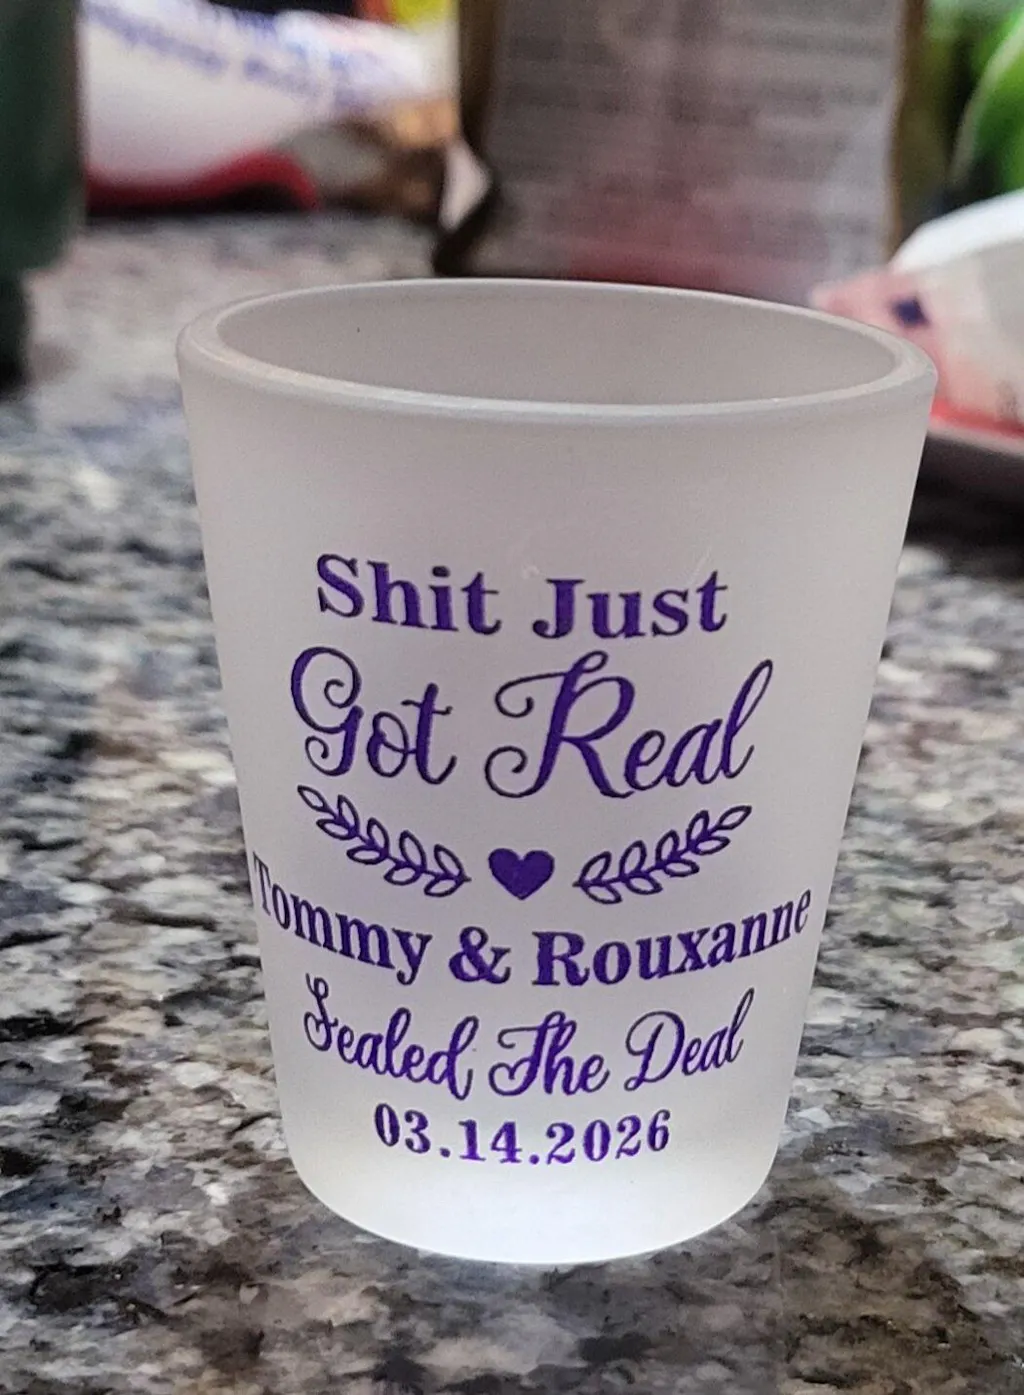 Shit Just
Got Real
Tommy & Rouxanne
Sealed The Deal
03.14.2026